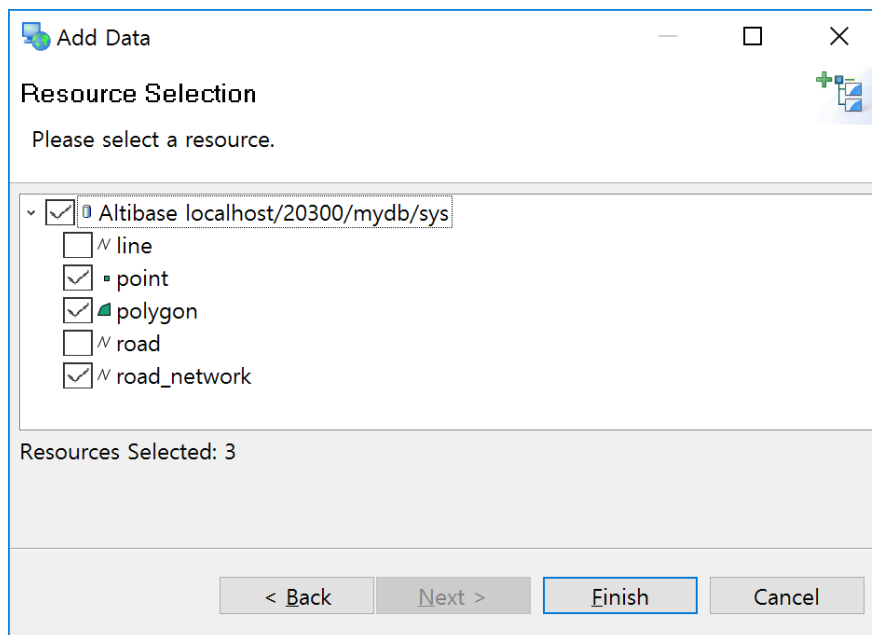 Add Data
Resource Selection
Please select a resource.
Altibase localhost/20300/mydb/sys
line
point
polygon
road
road_network
Resources Selected: 3
< Back Next > Finish Cancel